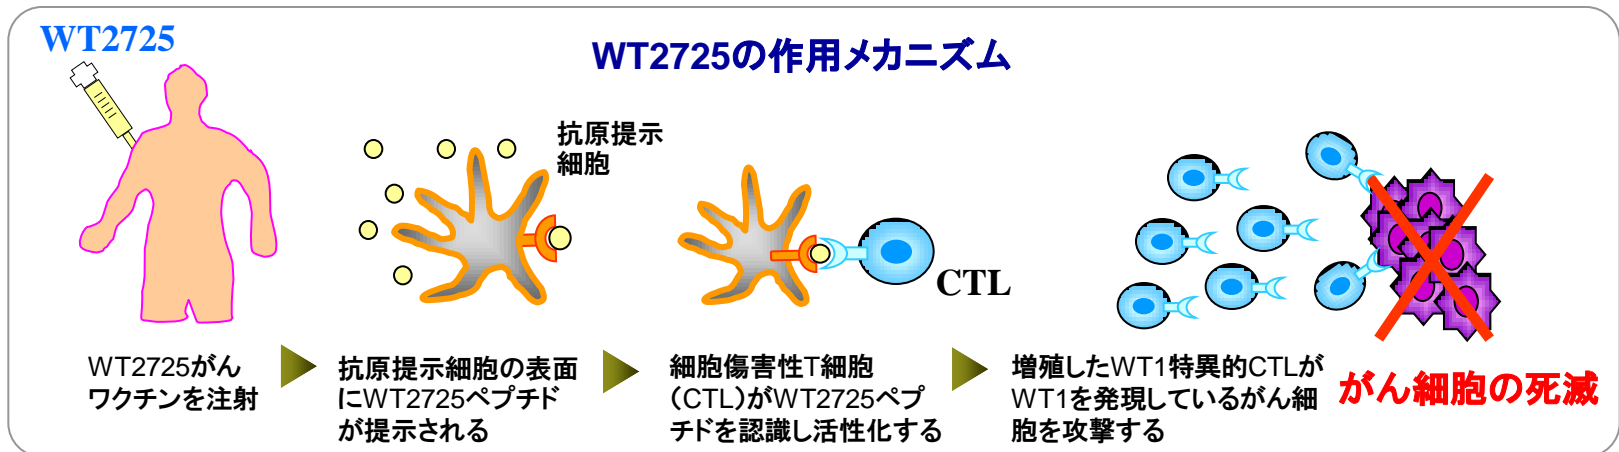 WT2725
WT2725の作用メカニズム
抗原提示
細胞
CTL
WT2725がん
ワクチンを注射
抗原提示細胞の表面
にWT2725ペプチド
が提示される
細胞傷害性T細胞
（CTL）がWT2725ペプ
チドを認識し活性化する
増殖したWT1特異的CTLが
WT1を発現しているがん細
胞を攻撃する
がん細胞の死滅